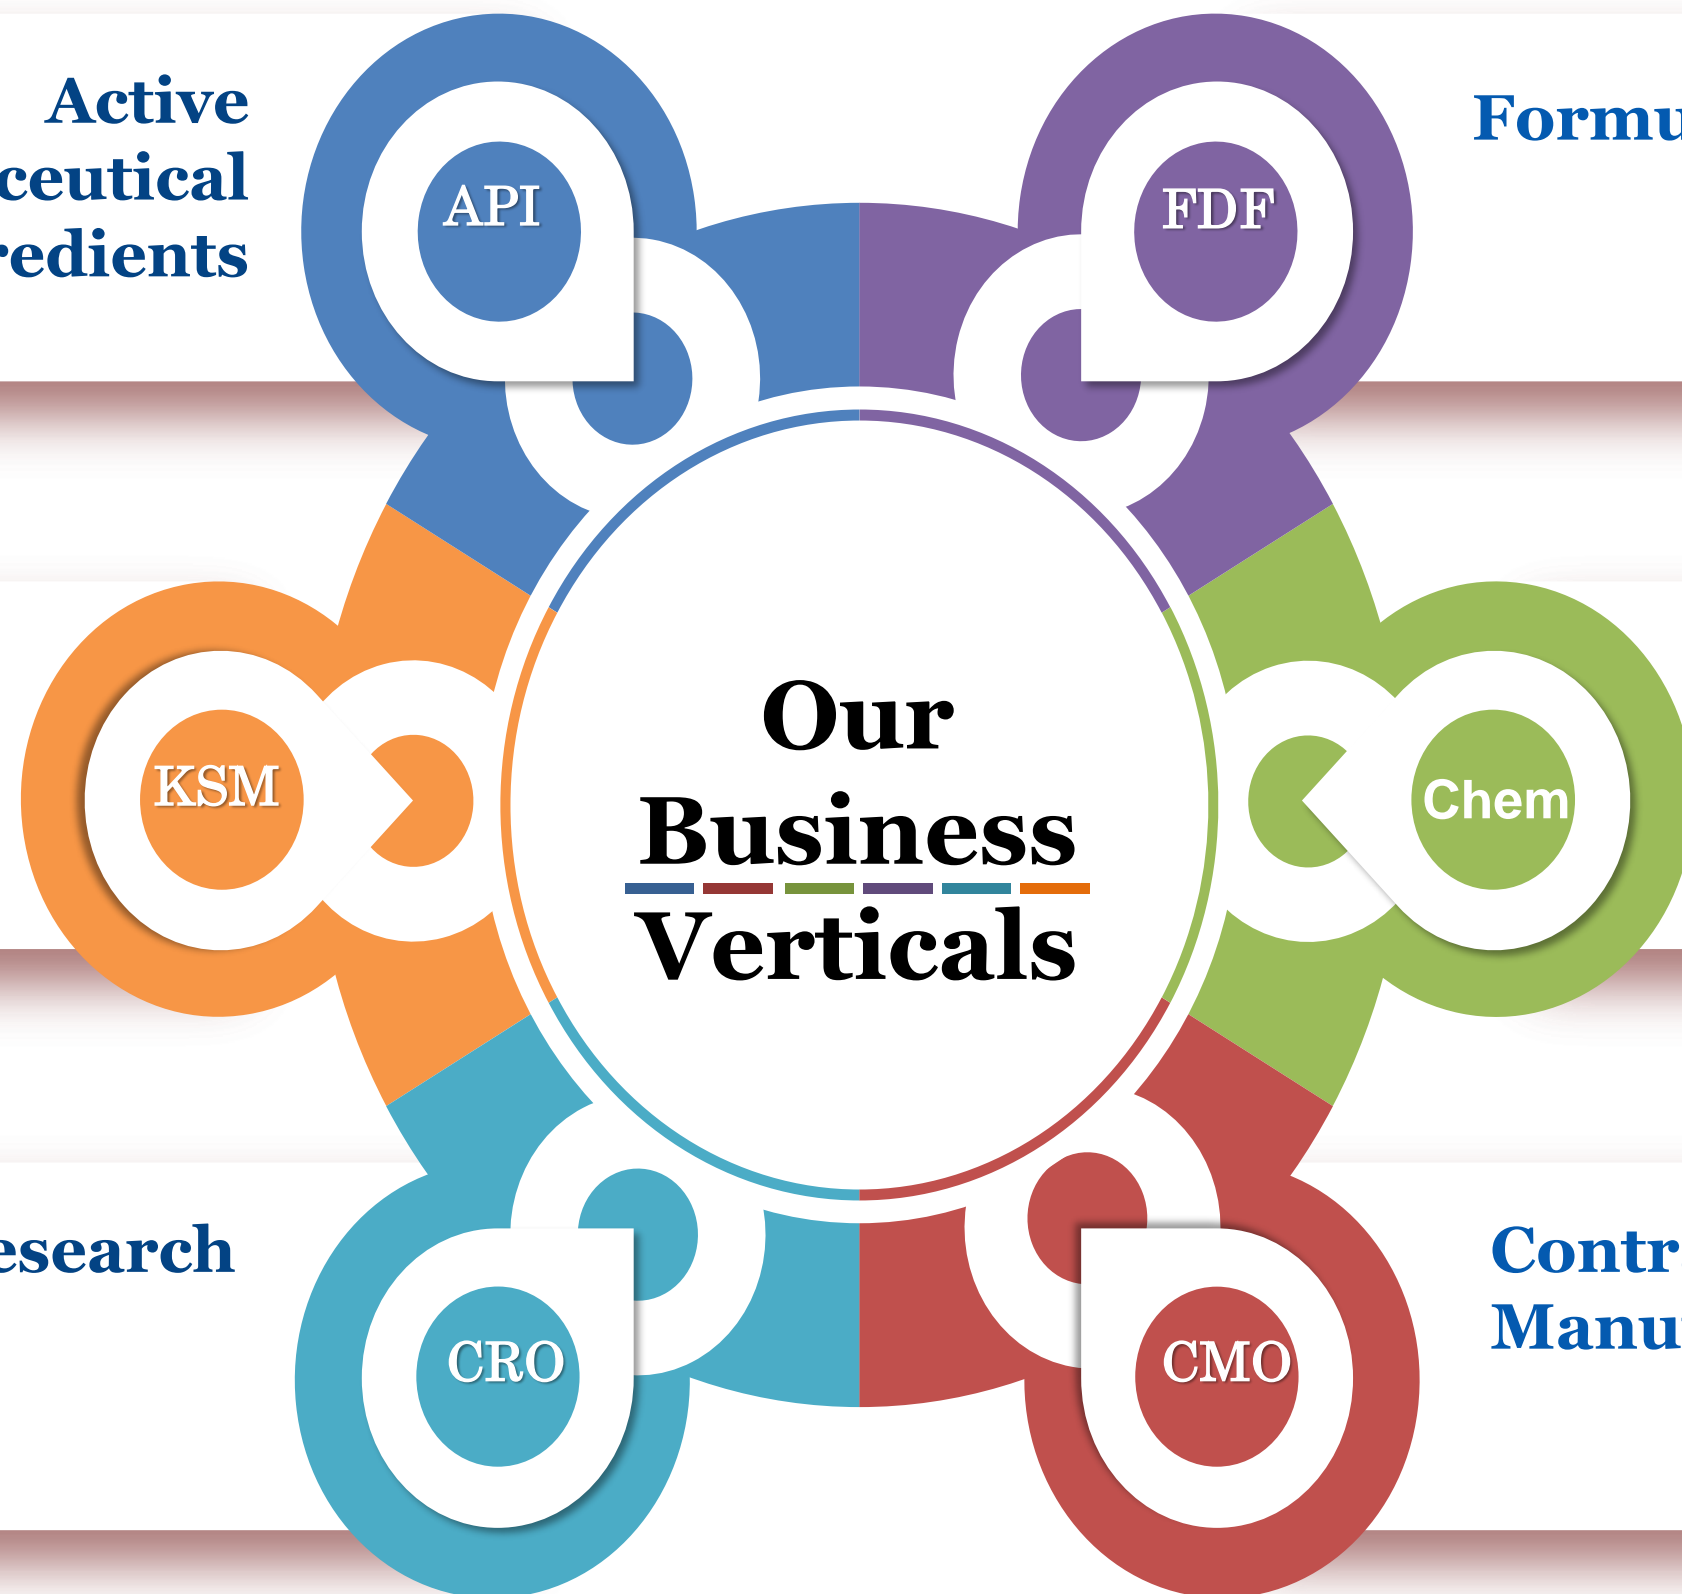 Active
ceutical
redients
API
FDF
Formu
KSM
Our
Business
Verticals
Chem
esearch
CRO
CMO
Contr
Manu